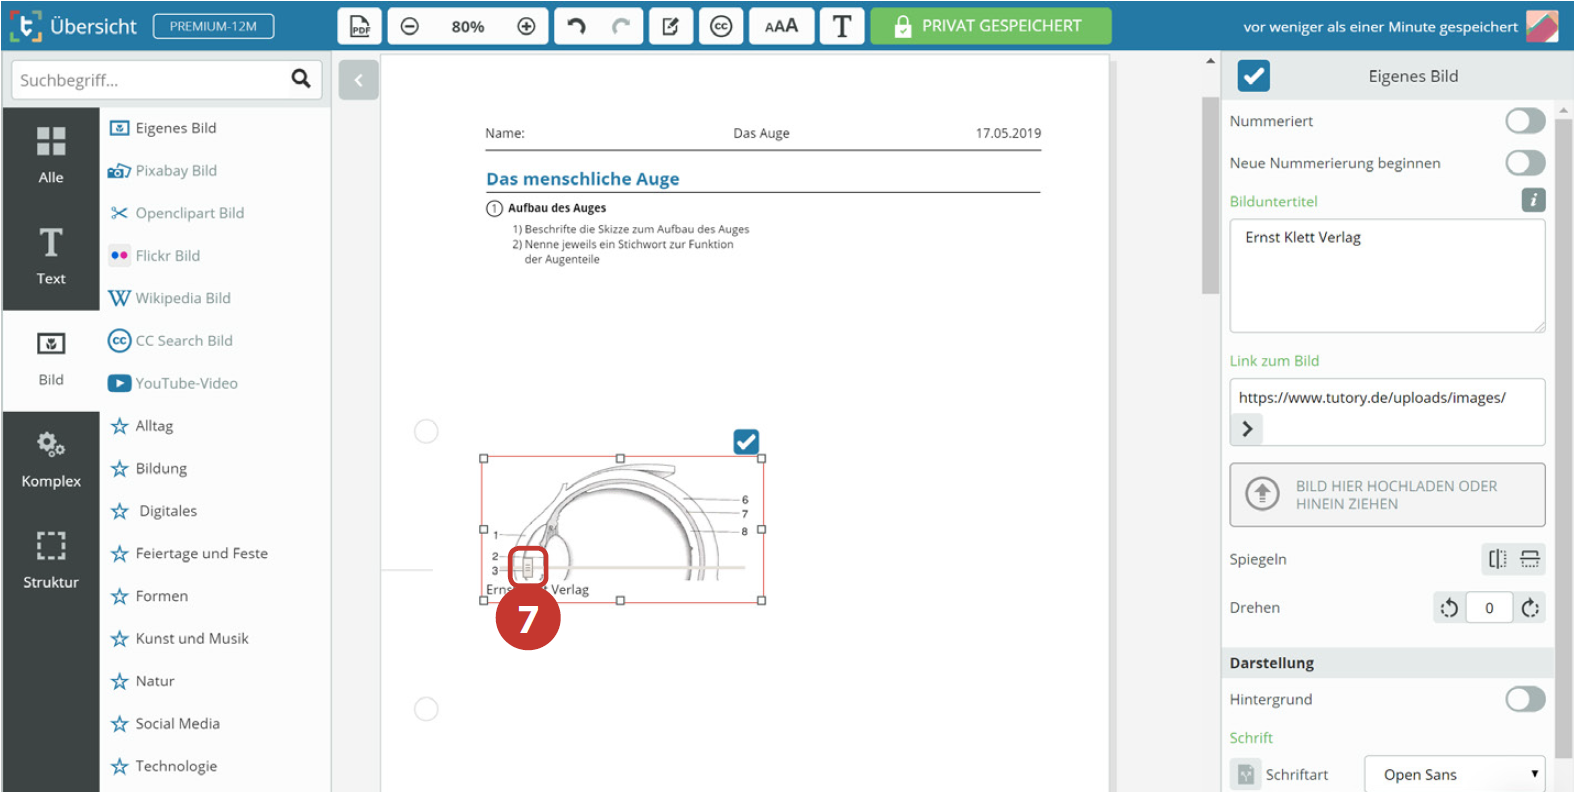 Übersicht
PREMIUM-12M
PDF
80%
cc
AAA
T
PRIVAT GESPEICHERT
vor weniger als einer Minute gespeichert
Suchbegriff...
Alle
Text
Bild
Komplex
Struktur
Eigenes Bild
Pixabay Bild
Openclipart Bild
Flickr Bild
Wikipedia Bild
CC Search Bild
YouTube-Video
Alltag
Bildung
Digitales
Feiertage und Feste
Formen
Kunst und Musik
Natur
Social Media
Technologie
Name:
Das Auge
17.05.2019
Das menschliche Auge
1 Aufbau des Auges
1) Beschrifte die Skizze zum Aufbau des Auges
2) Nenne jeweils ein Stichwort zur Funktion
der Augenteile
6
7
8
1
2
3
Verlag
7
Eigenes Bild
Nummeriert
Neue Nummerierung beginnen
Bilduntertitel
i
Ernst Klett Verlag
Link zum Bild
https://www.tutory.de/uploads/images/
BILD HIER HOCHLADEN ODER
HINEIN ZIEHEN
Spiegeln
Drehen
0
Darstellung
Hintergrund
Schrift
Schriftart
Open Sans